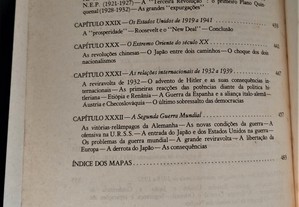 N.E.P. (1921-1927) — A "Terceira Revolução": o primeiro Plano Quin-
quenal (1928-1932) — As grandes "expurgações"
CAPÍTULO XXIX — Os Estados Unidos de 1919 a 1941
A "prosperidade" — Roosevelt e o "New Deal" — Conclusão
CAPÍTULO XXX — O Extremo Oriente do século XX
As revoluções chinesas — O Japão entre dois caminhos — O choque dos dois
nacionalismos
CAPÍTULO XXXI — As relações internacionais de 1932 a 1939
A reviravolta de 1932 — O advento de Hitler e as suas consequências in-
ternacionais — As primeiras reacções das potências diante da política hi-
tleriana — Etiópia e Renânia — A Guerra da Espanha e a aliança ítalo-alemã —
Austria e Checoslováquia — O último sobressalto das democracias
CAPÍTULO XXXII — A Segunda Guerra Mundial
As vitórias-relâmpagos da Alemanha — As novas condições da guerra — A
ofensiva na U.R.S.S. — A entrada do Japão e dos Estados Unidos na guerra —
Os problemas da guerra mundial — A grande reviravolta — A libertação da
Europa — A derrota do Japão — As consequências
ÍNDICE DOS MAPAS